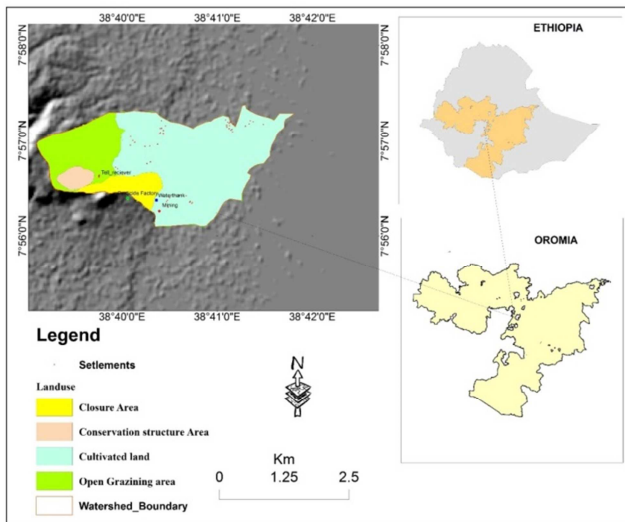 38°40'0"E 38°41'0"E 38°42'0"E
7°58'0"N
7°57'0"N
7°56'0"N
7°58'0"N
7°57'0"N
7°56'0"N
Factory
Mining
38°40'0"E 38°41'0"E 38°42'0"E
ETHIOPIA
OROMIA
Legend
Setlements
Landuse
Closure Area
Conservation structure Area
Cultivated land
Open Grazining area
Watershed_Boundary
N
Km
0 1.25 2.5